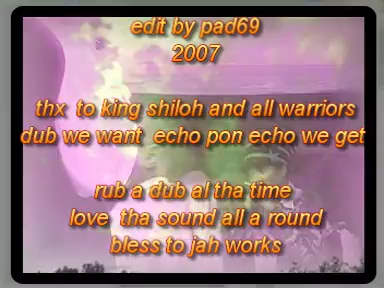 edit by pad69
2007
thx to king shiloh and all warriors
dub we want echo pon echo we get
rub a dub al tha time
love tha sound all a round
bless to jah works